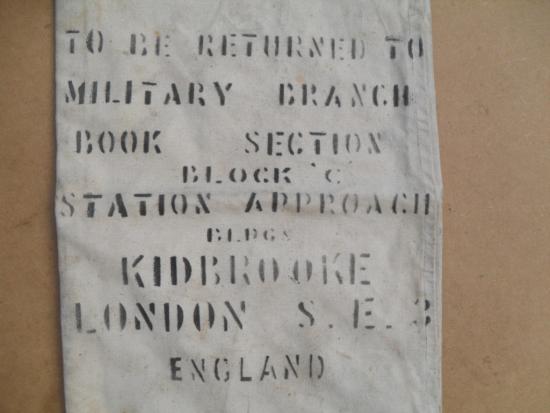 TO BE RETURNED TO
MILITARY BRANCH
BOOK SECTION
BLOCK 'C'
STATION APPROACH
BLDGS
KIDBROOKE
LONDON S.E.3
ENGLAND